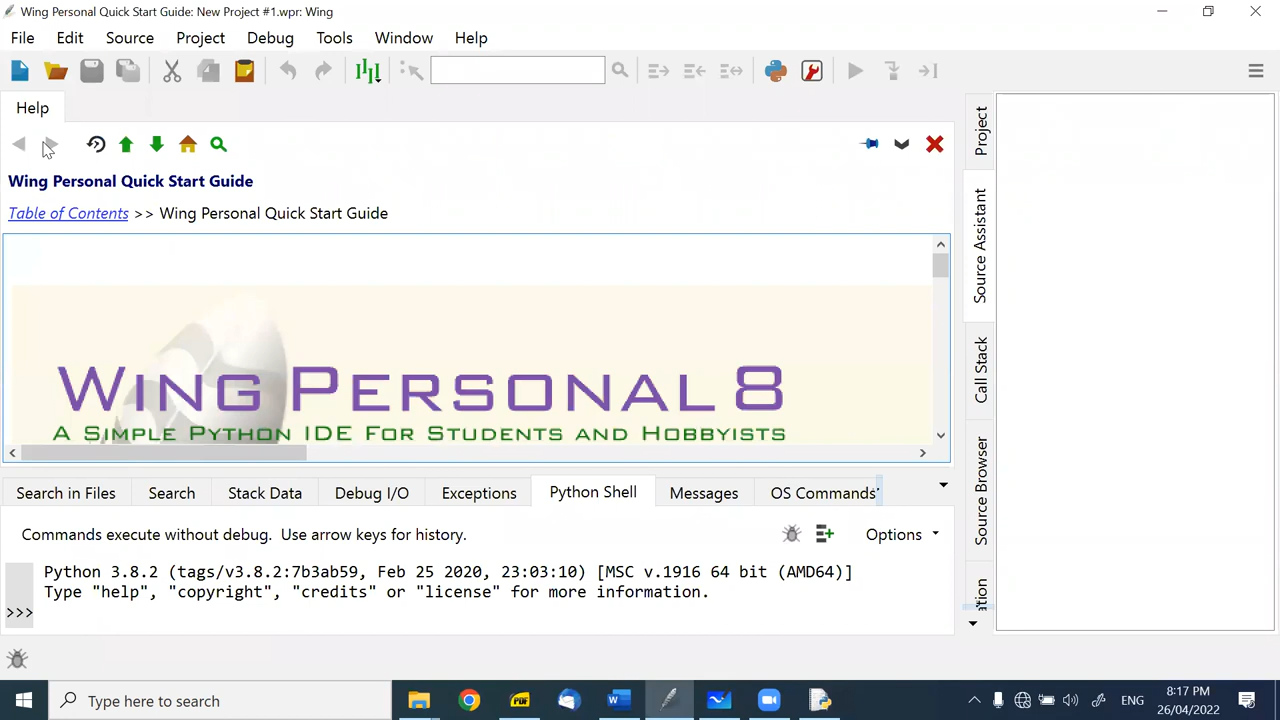 Wing Personal Quick Start Guide: New Project #1.wpr: Wing
File Edit Source Project Debug Tools Window Help
Help
Wing Personal Quick Start Guide
Table of Contents >> Wing Personal Quick Start Guide
WING PERSONAL 8
A SIMPLE PYTHON IDE FOR STUDENTS AND HOBBYISTS
Project
Source Assistant
Call Stack
Source Browser
Search in Files Search Stack Data Debug I/O Exceptions Python Shell Messages OS Commands
Commands execute without debug. Use arrow keys for history.
Options
Python 3.8.2 (tags/v3.8.2:7b3ab59, Feb 25 2020, 23:03:10) [MSC v.1916 64 bit (AMD64)]
Type "help", "copyright", "credits" or "license" for more information.
>>>
Type here to search
PDF
ENG
8:17 PM
26/04/2022